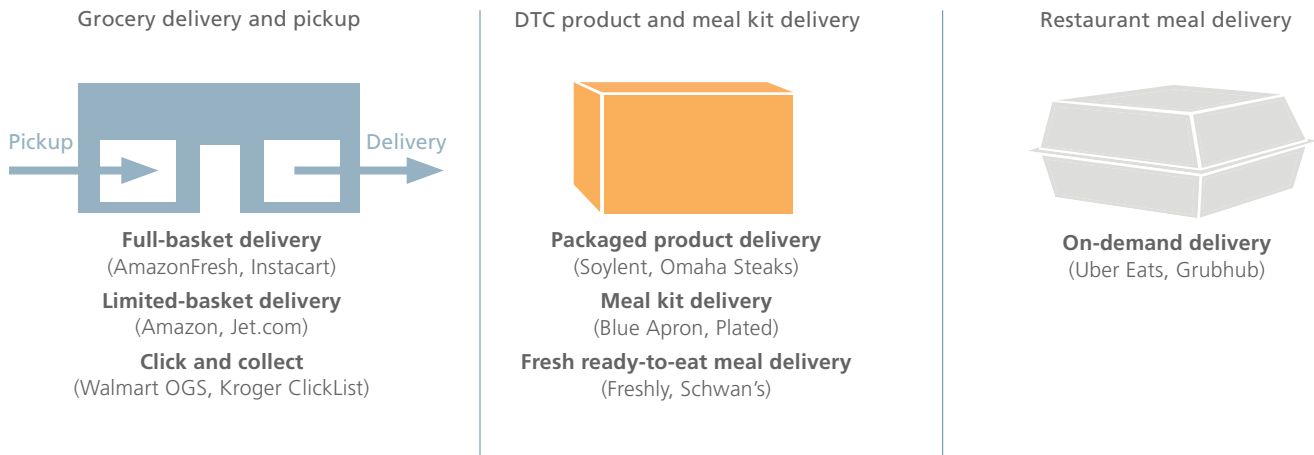 Grocery delivery and pickup
Pickup
Delivery
Full-basket delivery
(AmazonFresh, Instacart)
Limited-basket delivery
(Amazon, Jet.com)
Click and collect
(Walmart OGS, Kroger ClickList)
DTC product and meal kit delivery
Packaged product delivery
(Soylent, Omaha Steaks)
Meal kit delivery
(Blue Apron, Plated)
Fresh ready-to-eat meal delivery
(Freshly, Schwan’s)
Restaurant meal delivery
On-demand delivery
(Uber Eats, Grubhub)